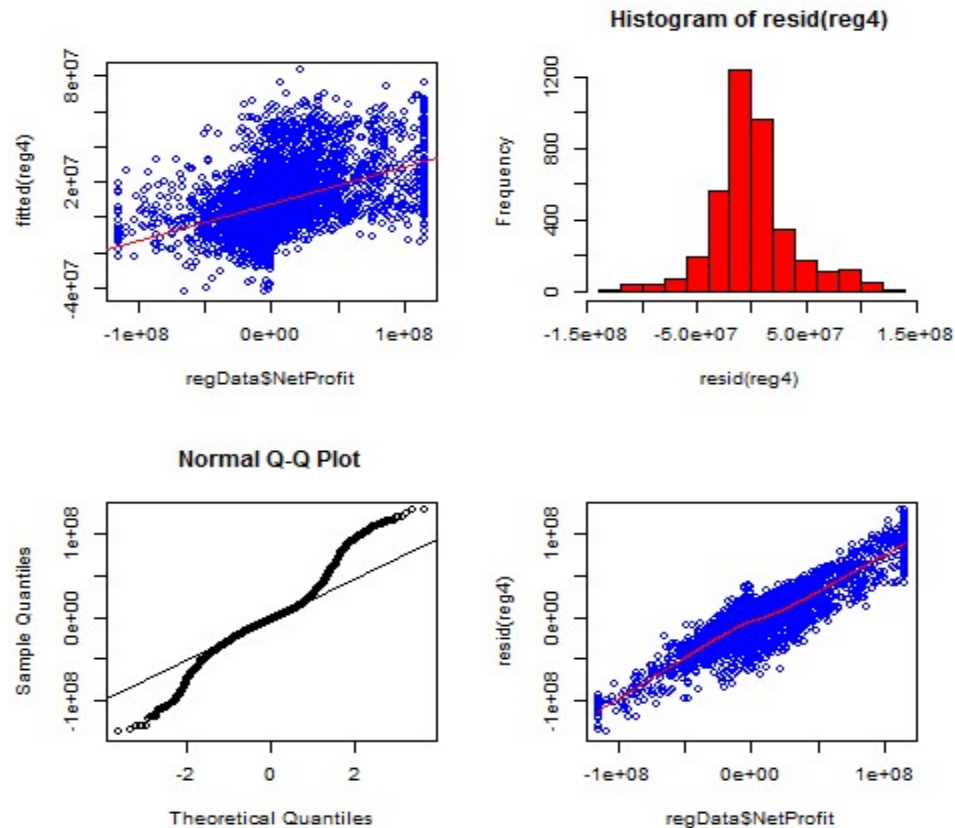 fitted(reg4)
8e+07
2e+07
-4e+07
-1e+08
0e+00
1e+08
regData$NetProfit
Histogram of resid(reg4)
Frequency
1200
800
400
0
-1.5e+08
-5.0e+07
5.0e+07
1.5e+08
resid(reg4)
Normal Q-Q Plot
Sample Quantiles
1e+08
0e+00
-1e+08
-2
0
2
Theoretical Quantiles
resid(reg4)
1e+08
0e+00
-1e+08
-1e+08
0e+00
1e+08
regData$NetProfit